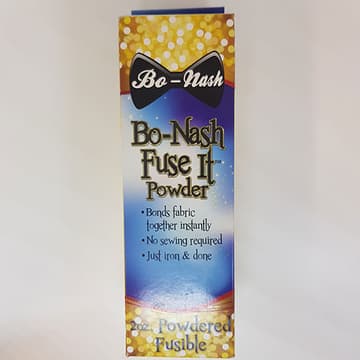 Bo-Nash
Bo-Nash
Fuse It™
Powder
• Bonds fabric
together instantly
• No sewing required
• Just iron & done
2oz. Powdered
Fusible